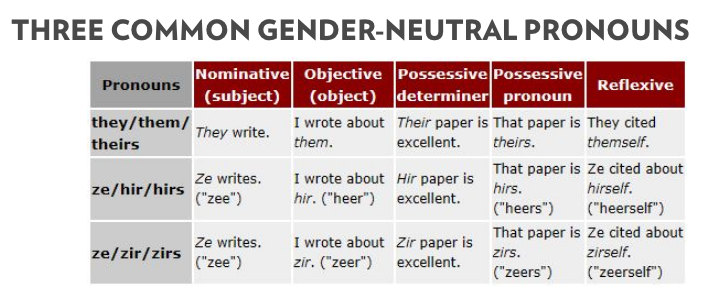 THREE COMMON GENDER-NEUTRAL PRONOUNS
Pronouns
Nominative
(subject)
Objective
(object)
Possessive
determiner
Possessive
pronoun
Reflexive
they/them/
theirs
They write.
I wrote about
them.
Their paper is
excellent.
That paper is
theirs.
They cited
themself.
ze/hir/hirs
Ze writes.
("zee")
I wrote about
hir. ("heer")
Hir paper is
excellent.
That paper is
hirs.
("heers")
Ze cited about
hirself.
("heerself")
ze/zir/zirs
Ze writes.
("zee")
I wrote about
zir. ("zeer")
Zir paper is
excellent.
That paper is
zirs.
("zeers")
Ze cited about
zirself.
("zeerself")